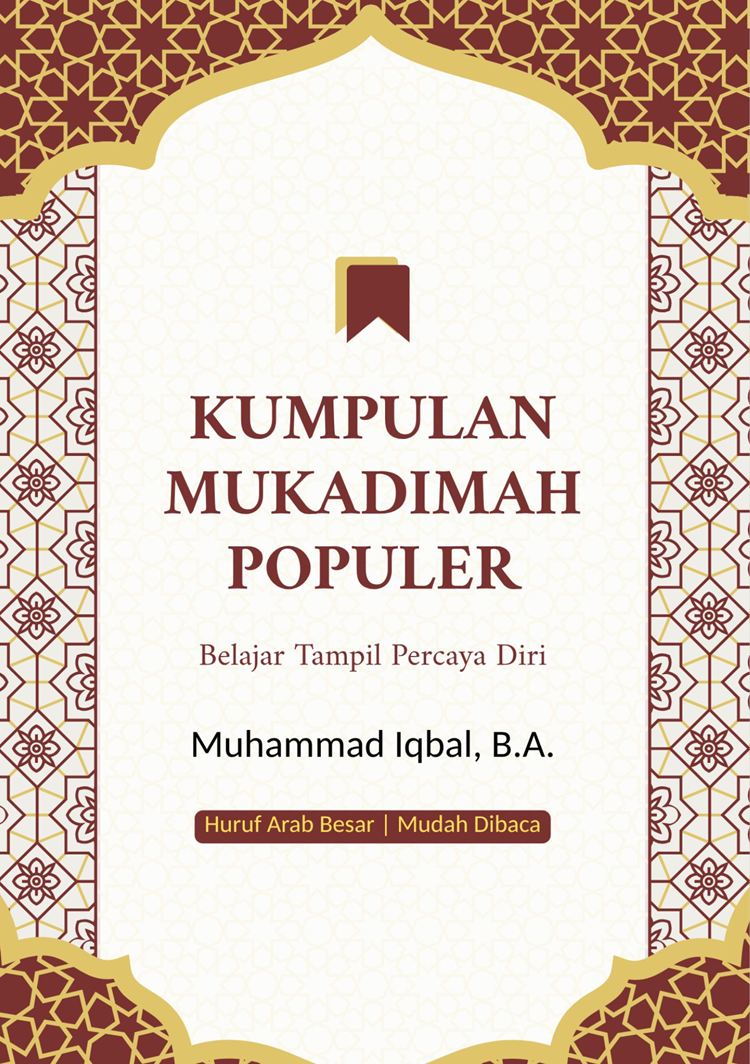 KUMPULAN
MUKADIMAH
POPULER
Belajar Tampil Percaya Diri
Muhammad Iqbal, B.A.
Huruf Arab Besar | Mudah Dibaca